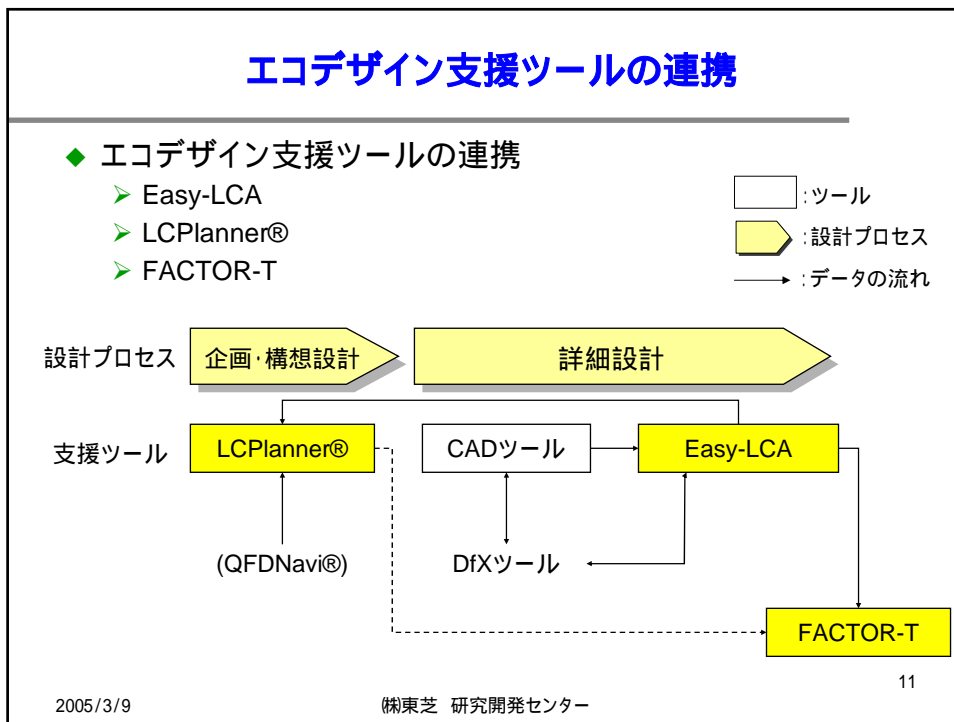 エコデザイン支援ツールの連携
◆ エコデザイン支援ツールの連携
➢ Easy-LCA
➢ LCPlanner®
➢ FACTOR-T
:ツール
:設計プロセス
:データの流れ
設計プロセス
企画・構想設計
詳細設計
支援ツール
LCPlanner®
CADツール
Easy-LCA
(QFDNavi®)
DfXツール
FACTOR-T
2005/3/9
㈱東芝 研究開発センター
11